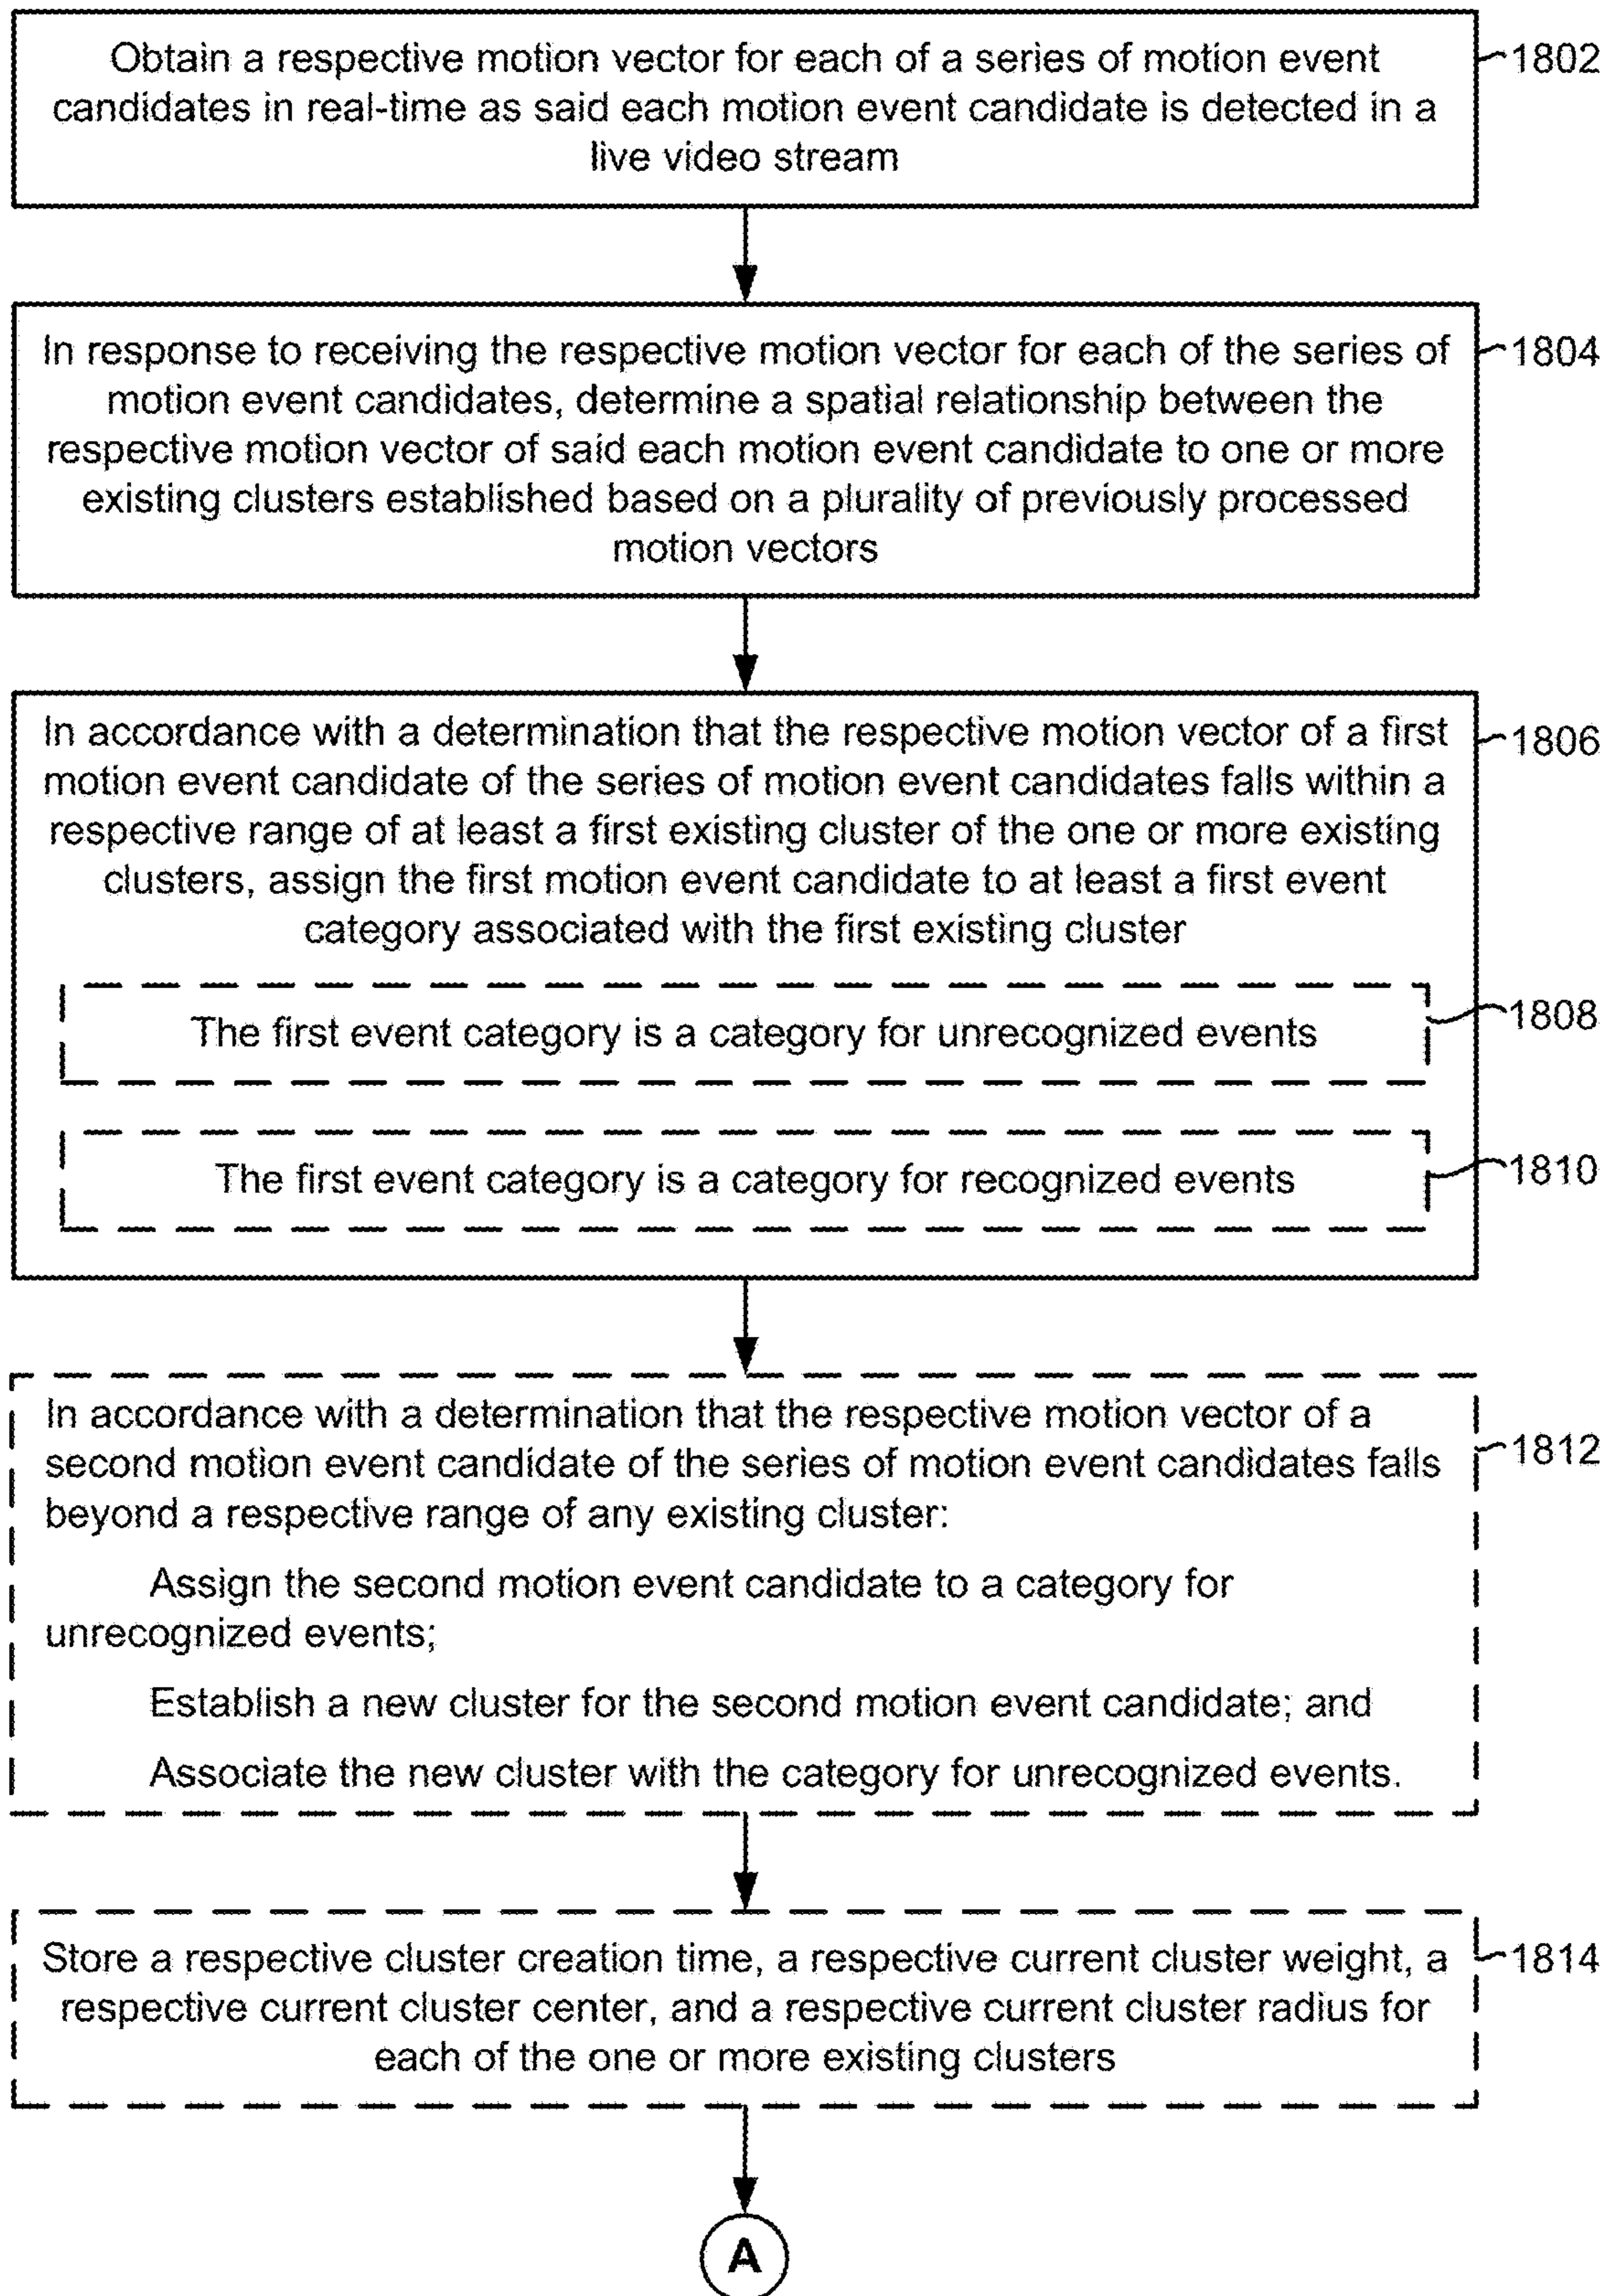 Obtain a respective motion vector for each of a series of motion event
candidates in real-time as said each motion event candidate is detected in a
live video stream
1802
In response to receiving the respective motion vector for each of the series of
motion event candidates, determine a spatial relationship between the
respective motion vector of said each motion event candidate to one or more
existing clusters established based on a plurality of previously processed
motion vectors
1804
In accordance with a determination that the respective motion vector of a first
motion event candidate of the series of motion event candidates falls within a
respective range of at least a first existing cluster of the one or more existing
clusters, assign the first motion event candidate to at least a first event
category associated with the first existing cluster
1806
The first event category is a category for unrecognized events
1808
The first event category is a category for recognized events
1810
In accordance with a determination that the respective motion vector of a
second motion event candidate of the series of motion event candidates falls
beyond a respective range of any existing cluster:
Assign the second motion event candidate to a category for
unrecognized events;
Establish a new cluster for the second motion event candidate; and
Associate the new cluster with the category for unrecognized events.
1812
Store a respective cluster creation time, a respective current cluster weight, a
respective current cluster center, and a respective current cluster radius for
each of the one or more existing clusters
1814
A